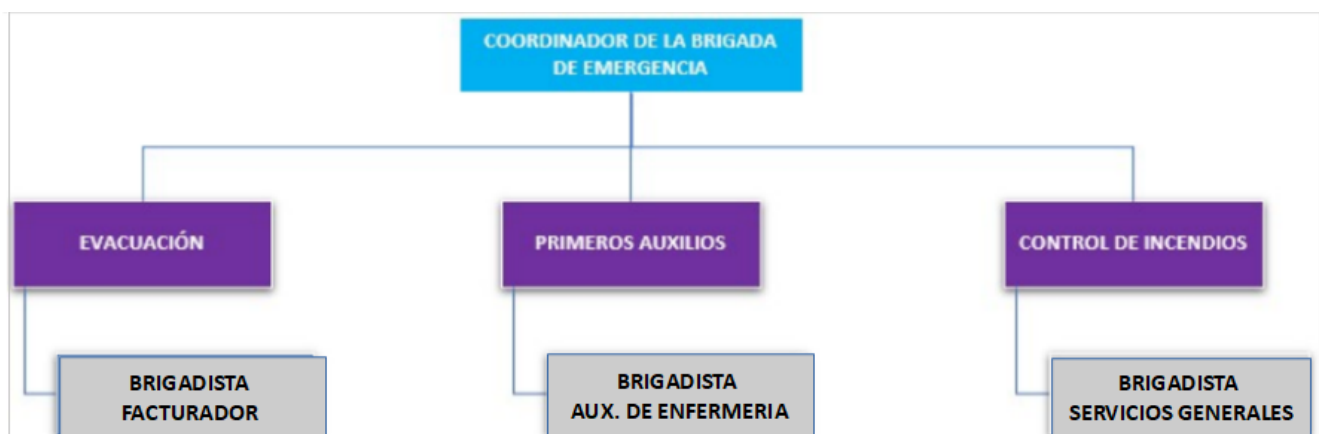 COORDINADOR DE LA BRIGADA
DE EMERGENCIA
EVACUACIÓN
PRIMEROS AUXILIOS
CONTROL DE INCENDIOS
BRIGADISTA
FACTURADOR
BRIGADISTA
AUX. DE ENFERMERIA
BRIGADISTA
SERVICIOS GENERALES